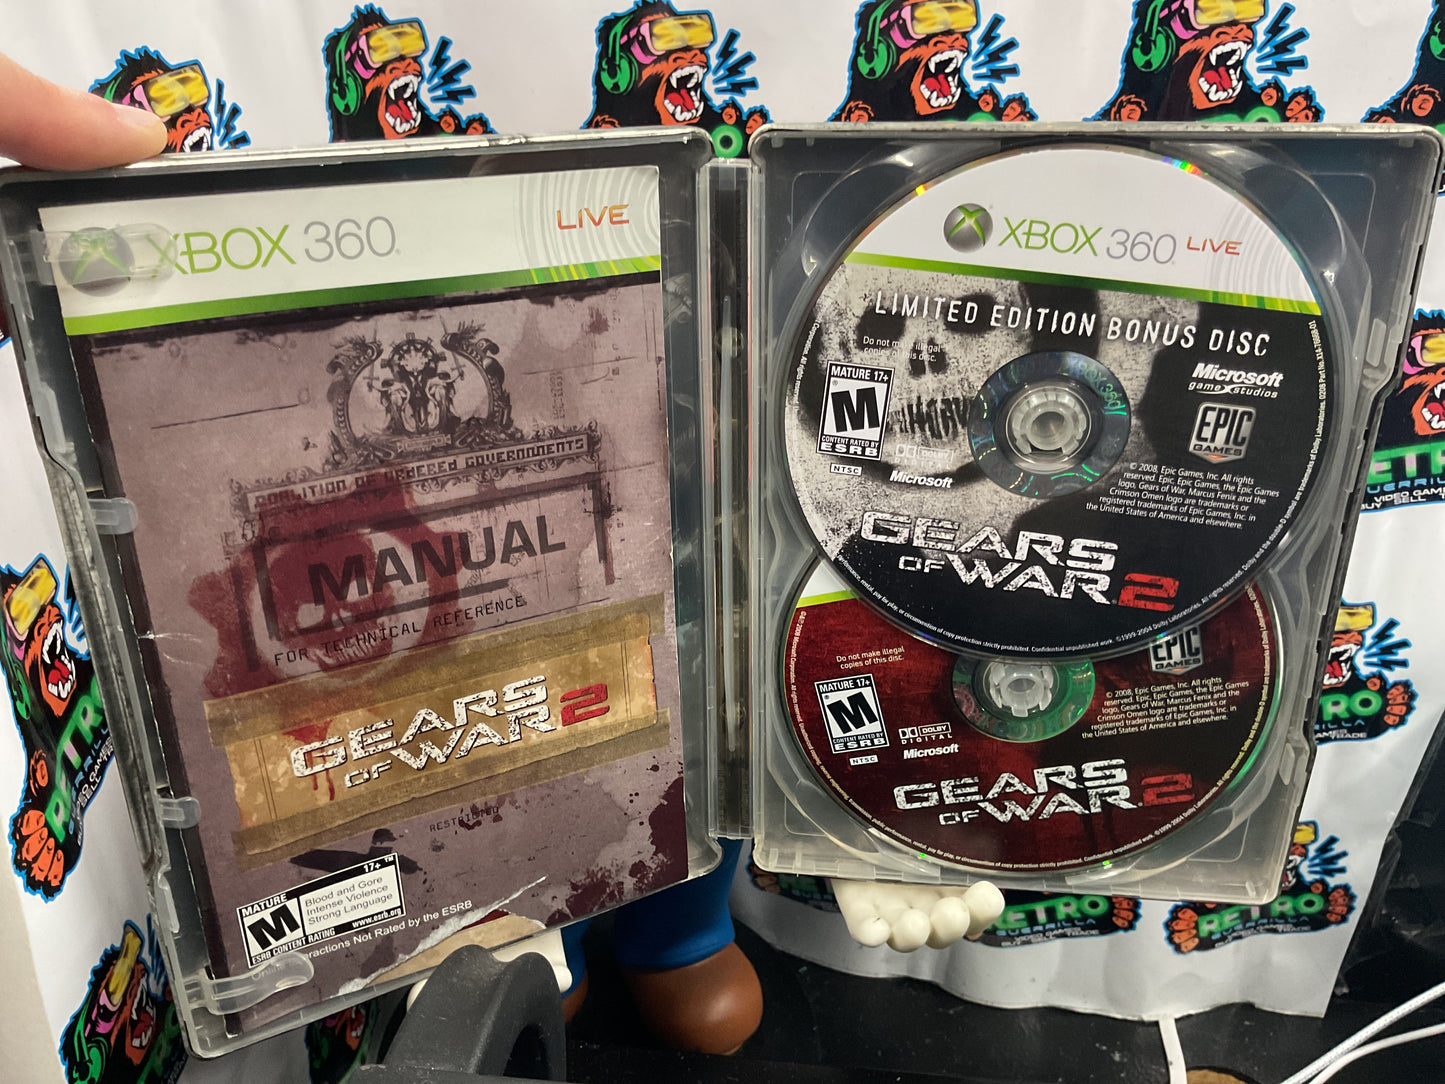 XBOX 360
LIVE
COALITION OF ORDERED GOVERNMENTS
MANUAL
FOR TECHNICAL REFERENCE
GEARS
OF WAR 2
RESTRICTED
MATURE 17+
M
Blood and Gore
Intense Violence
Strong Language
www.esrb.org
ESRB CONTENT RATING
Not Rated by the ESRB
XBOX 360 LIVE
LIMITED EDITION BONUS DISC
Do not make illegal
copies of this disc.
MATURE 17+
M
CONTENT RATED BY
ESRB
NTSC
DOLBY
DIGITAL
Microsoft
Microsoft
game studios
EPIC
GAMES
© 2008, Epic Games, Inc. All rights
reserved. Epic, Epic Games, the Epic Games
logo, Gears of War, Marcus Fenix and the
Crimson Omen logo are trademarks or
registered trademarks of Epic Games, Inc. in
the United States of America and elsewhere.
GEARS
OF WAR 2
EPIC
GAMES
Do not make illegal
copies of this disc.
MATURE 17+
M
CONTENT RATED BY
ESRB
NTSC
DOLBY
DIGITAL
Microsoft
© 2008, Epic Games, Inc. All rights
reserved. Epic, Epic Games, the Epic Games
logo, Gears of War, Marcus Fenix and the
Crimson Omen logo are trademarks or
registered trademarks of Epic Games, Inc. in
the United States of America and elsewhere.
GEARS
OF WAR 2
RETRO
GUERRILLA
VIDEO GAMES
BUY SELL TRADE